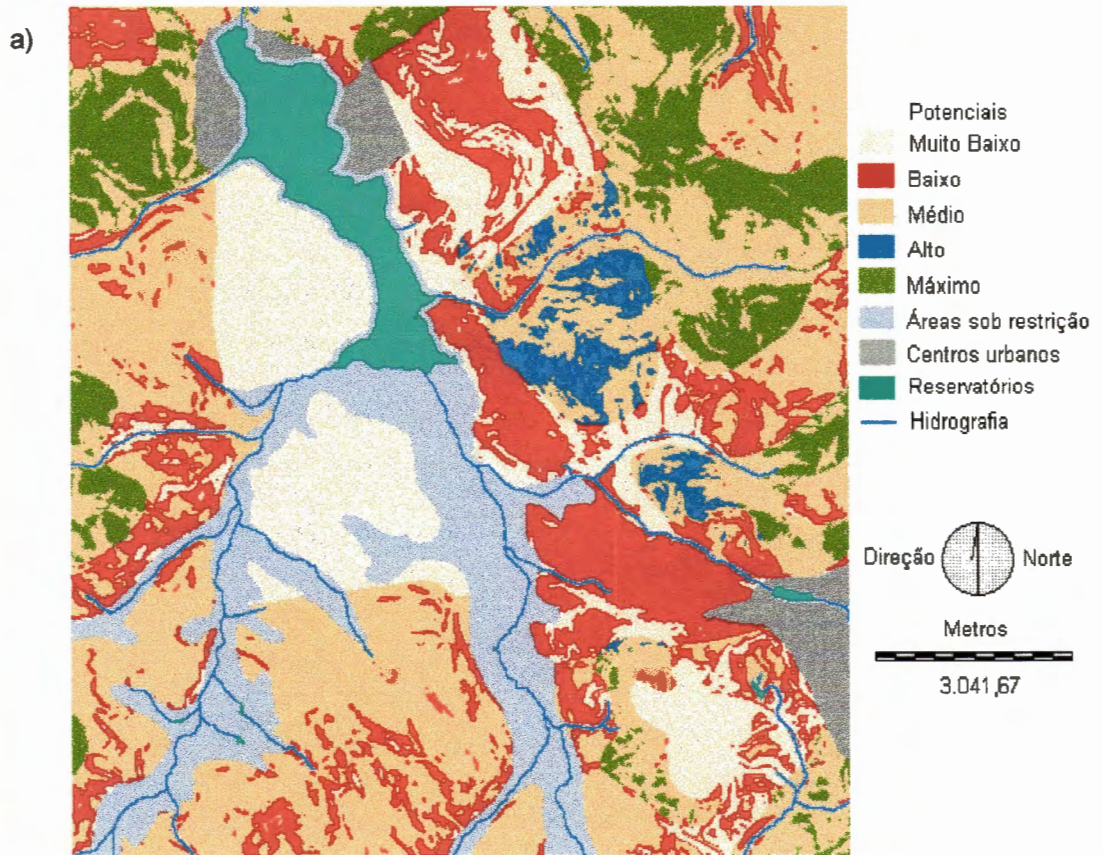 a)
Potenciais
Muito Baixo
Baixo
Médio
Alto
Máximo
Áreas sob restrição
Centros urbanos
Reservatórios
Hidrografia
Direção Norte
Metros
3.041,67